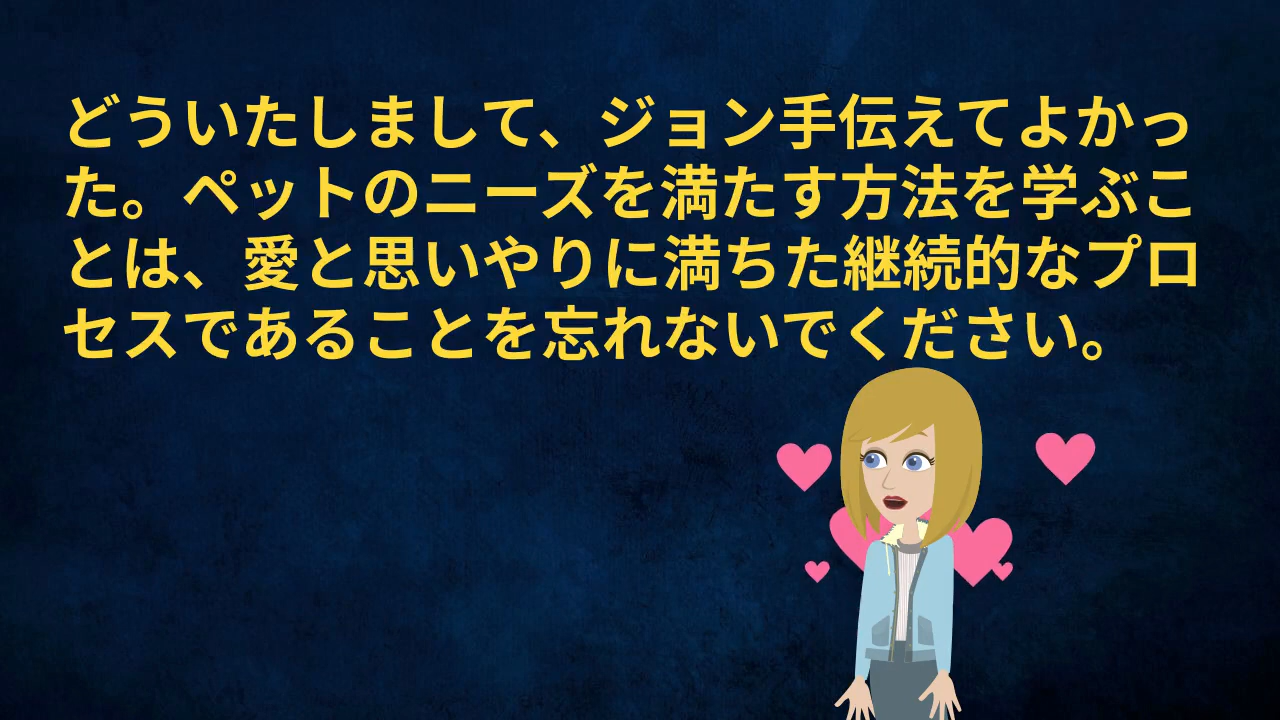 どういたしまして、ジョン手伝えてよかっ
た。ペットのニーズを満たす方法を学ぶこ
とは、愛と思いやりに満ちた継続的なプロ
セスであることを忘れないでください。